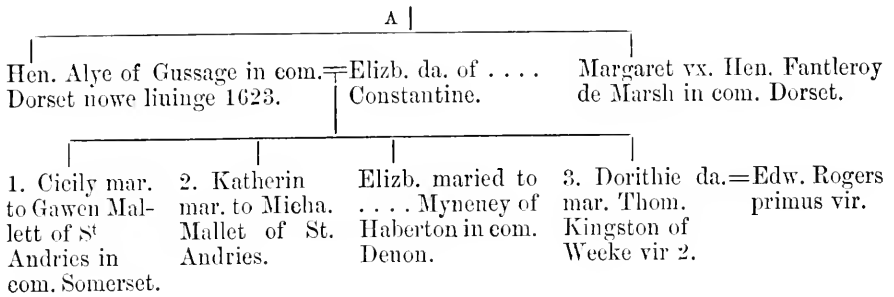 A
Hen. Alye of Gussage in com.=Elizb. da. of . . . . Margaret vx. Hen. Fantleroy
Dorset nowe liuinge 1623. Constantine. de Marsh in com. Dorset.
1. Cicily mar. 2. Katherin Elizb. maried to 3. Dorithie da.=Edw. Rogers
to Gawen Mal- mar. to Micha. . . . . Myneney of mar. Thom. primus vir.
lett of St Mallet of St. Haberton in com. Kingston of
Andries in Andries. Deuon. Weeke vir 2.
com. Somerset.